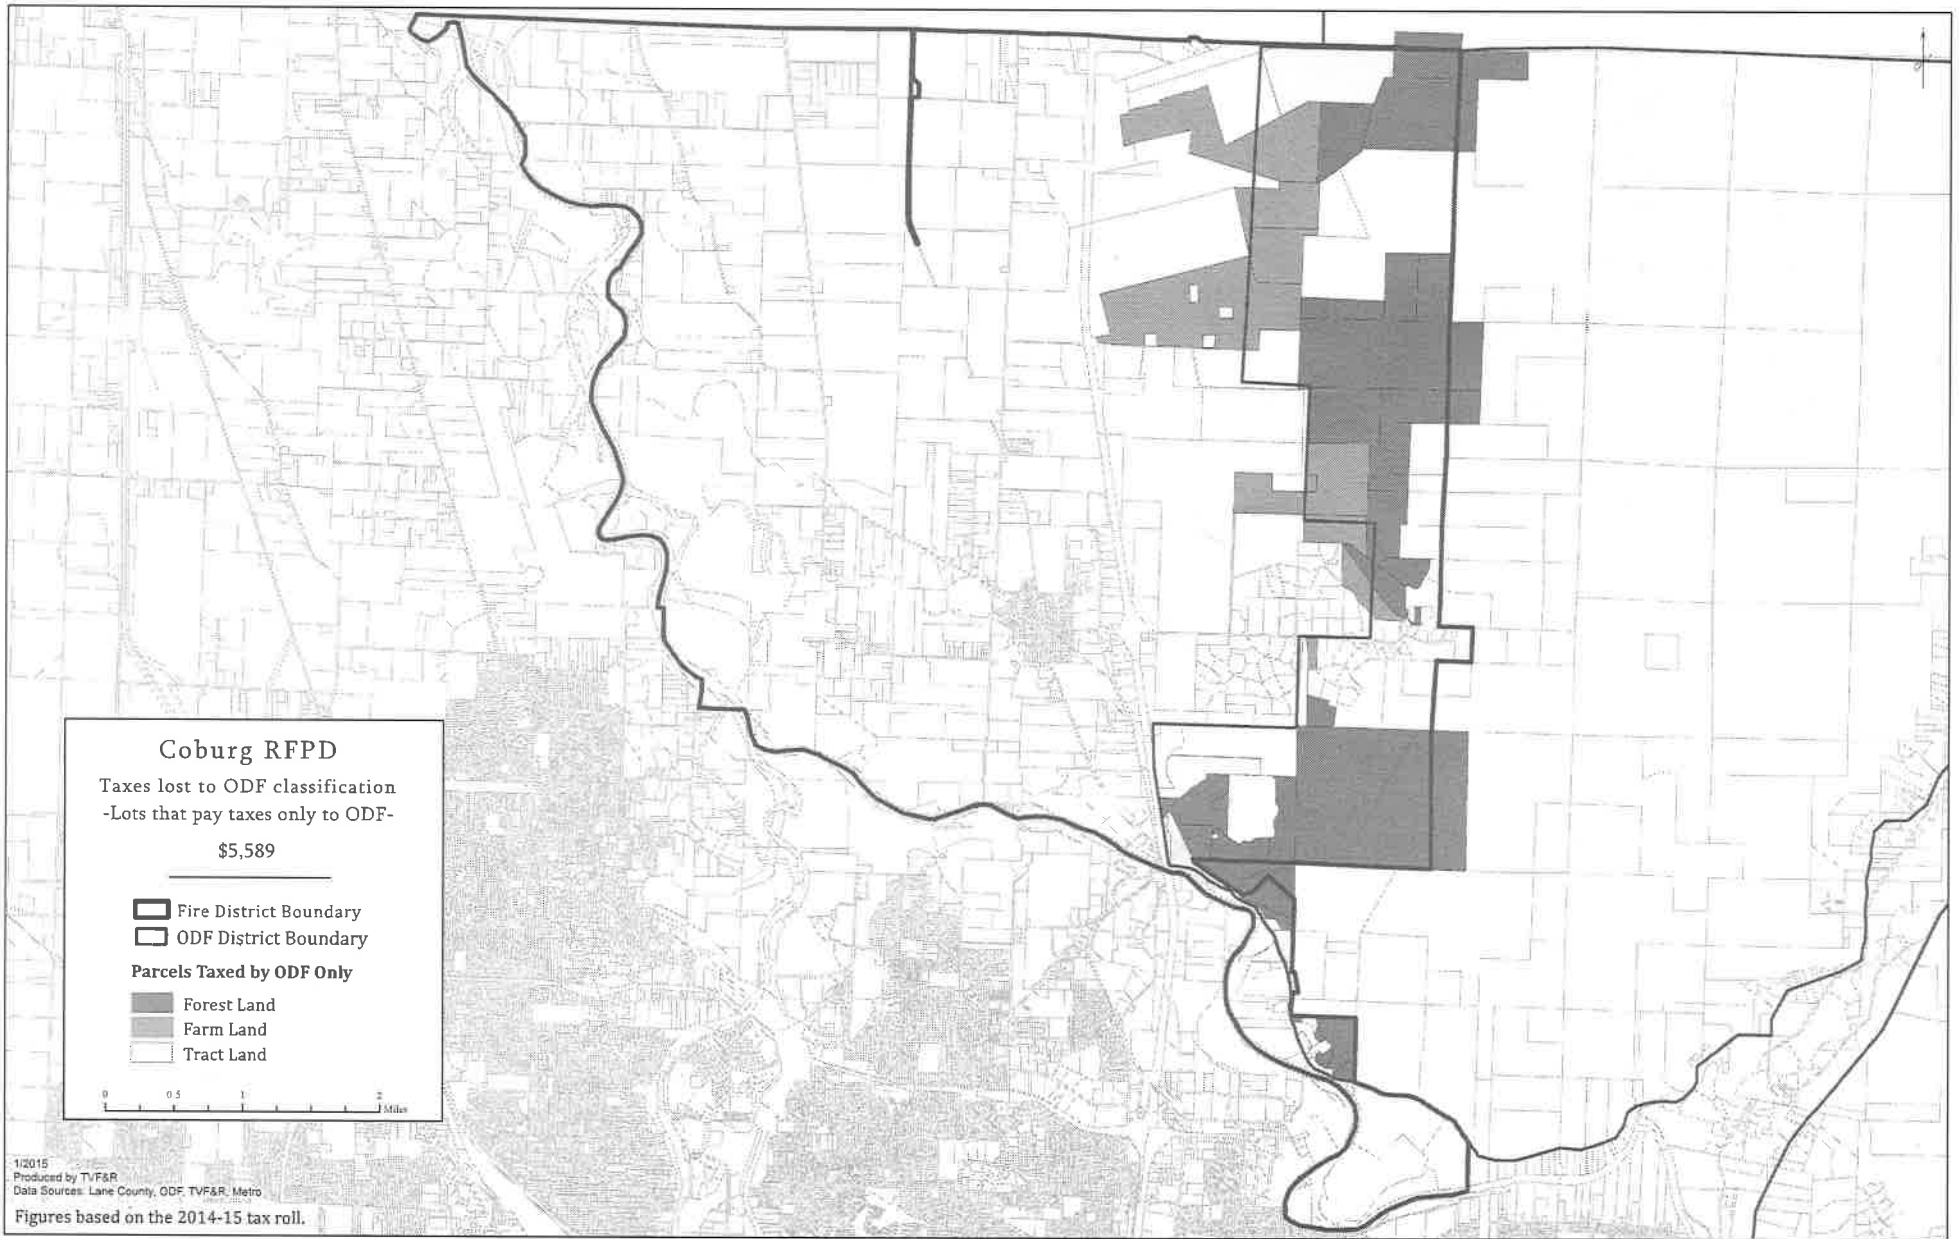 Coburg RFPD
Taxes lost to ODF classification
-Lots that pay taxes only to ODF-
$5,589
Fire District Boundary
ODF District Boundary
Parcels Taxed by ODF Only
Forest Land
Farm Land
Tract Land
0 0.5 1 2
Miles
1/2015
Produced by TVF&R
Data Sources: Lane County, ODF, TVF&R, Metro
Figures based on the 2014-15 tax roll.